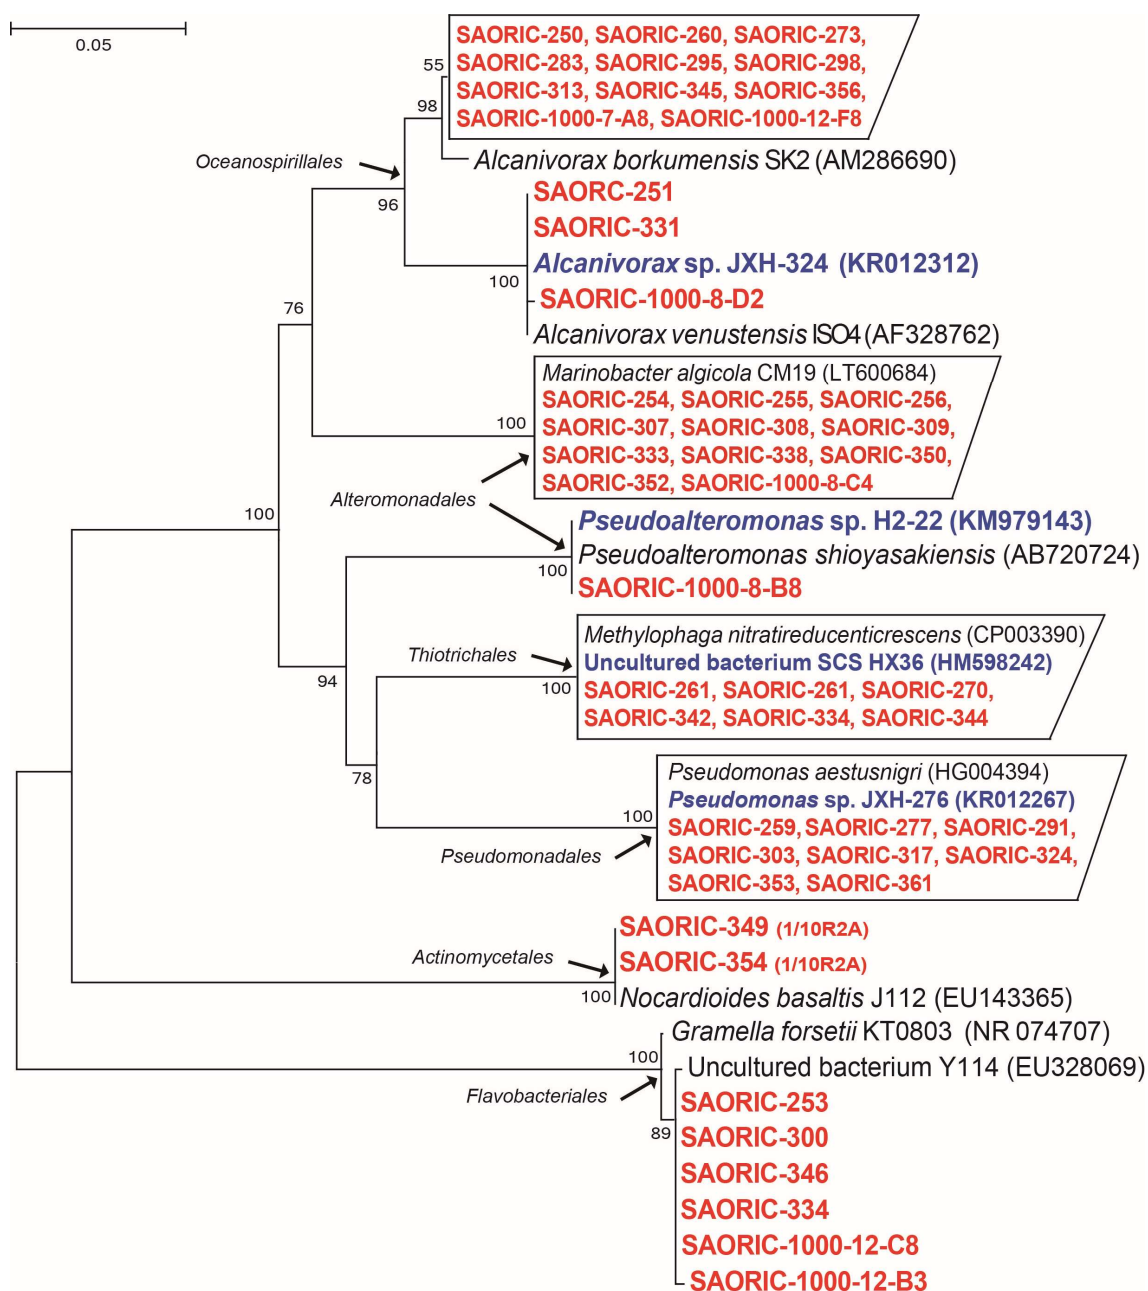 0.05
SAORIC-250, SAORIC-260, SAORIC-273,
SAORIC-283, SAORIC-295, SAORIC-298,
SAORIC-313, SAORIC-345, SAORIC-356,
SAORIC-1000-7-A8, SAORIC-1000-12-F8
55
98
Oceanospirillales
Alcanivorax borkumensis SK2 (AM286690)
96
SAORC-251
SAORIC-331
Alcanivorax sp. JXH-324 (KR012312)
100
SAORIC-1000-8-D2
Alcanivorax venustensis ISO4 (AF328762)
76
Marinobacter algicola CM19 (LT600684)
SAORIC-254, SAORIC-255, SAORIC-256,
SAORIC-307, SAORIC-308, SAORIC-309,
SAORIC-333, SAORIC-338, SAORIC-350,
SAORIC-352, SAORIC-1000-8-C4
100
Alteromonadales
100
Pseudoalteromonas sp. H2-22 (KM979143)
Pseudoalteromonas shioyasakiensis (AB720724)
100
SAORIC-1000-8-B8
Methylophaga nitratireducenticrescens (CP003390)
Thiotrichales
Uncultured bacterium SCS HX36 (HM598242)
100
SAORIC-261, SAORIC-261, SAORIC-270,
SAORIC-342, SAORIC-334, SAORIC-344
94
78
Pseudomonas aestusnigri (HG004394)
Pseudomonas sp. JXH-276 (KR012267)
100
SAORIC-259, SAORIC-277, SAORIC-291,
SAORIC-303, SAORIC-317, SAORIC-324,
SAORIC-353, SAORIC-361
Pseudomonadales
SAORIC-349 (1/10R2A)
Actinomycetales
SAORIC-354 (1/10R2A)
100
Nocardioides basaltis J112 (EU143365)
Gramella forsetii KT0803 (NR 074707)
100
Uncultured bacterium Y114 (EU328069)
Flavobacteriales
SAORIC-253
89
SAORIC-300
SAORIC-346
SAORIC-334
SAORIC-1000-12-C8
SAORIC-1000-12-B3